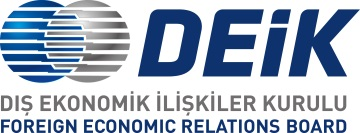 DEİK
DIŞ EKONOMİK İLİŞKİLER KURULU
FOREIGN ECONOMIC RELATIONS BOARD